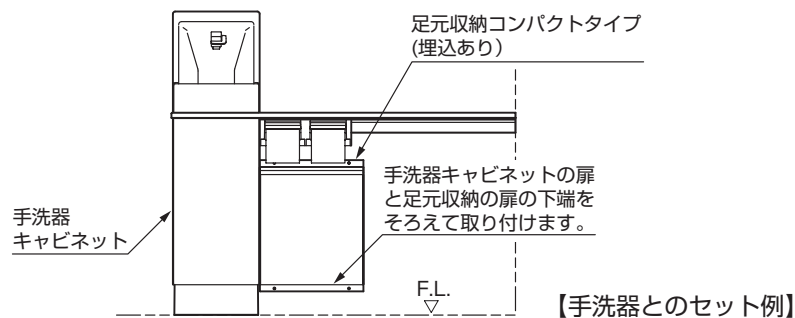 足元収納コンパクトタイプ
(埋込あり）
手洗器キャビネットの扉
と足元収納の扉の下端を
そろえて取り付けます。
手洗器
キャビネット
F.L.
【手洗器とのセット例】